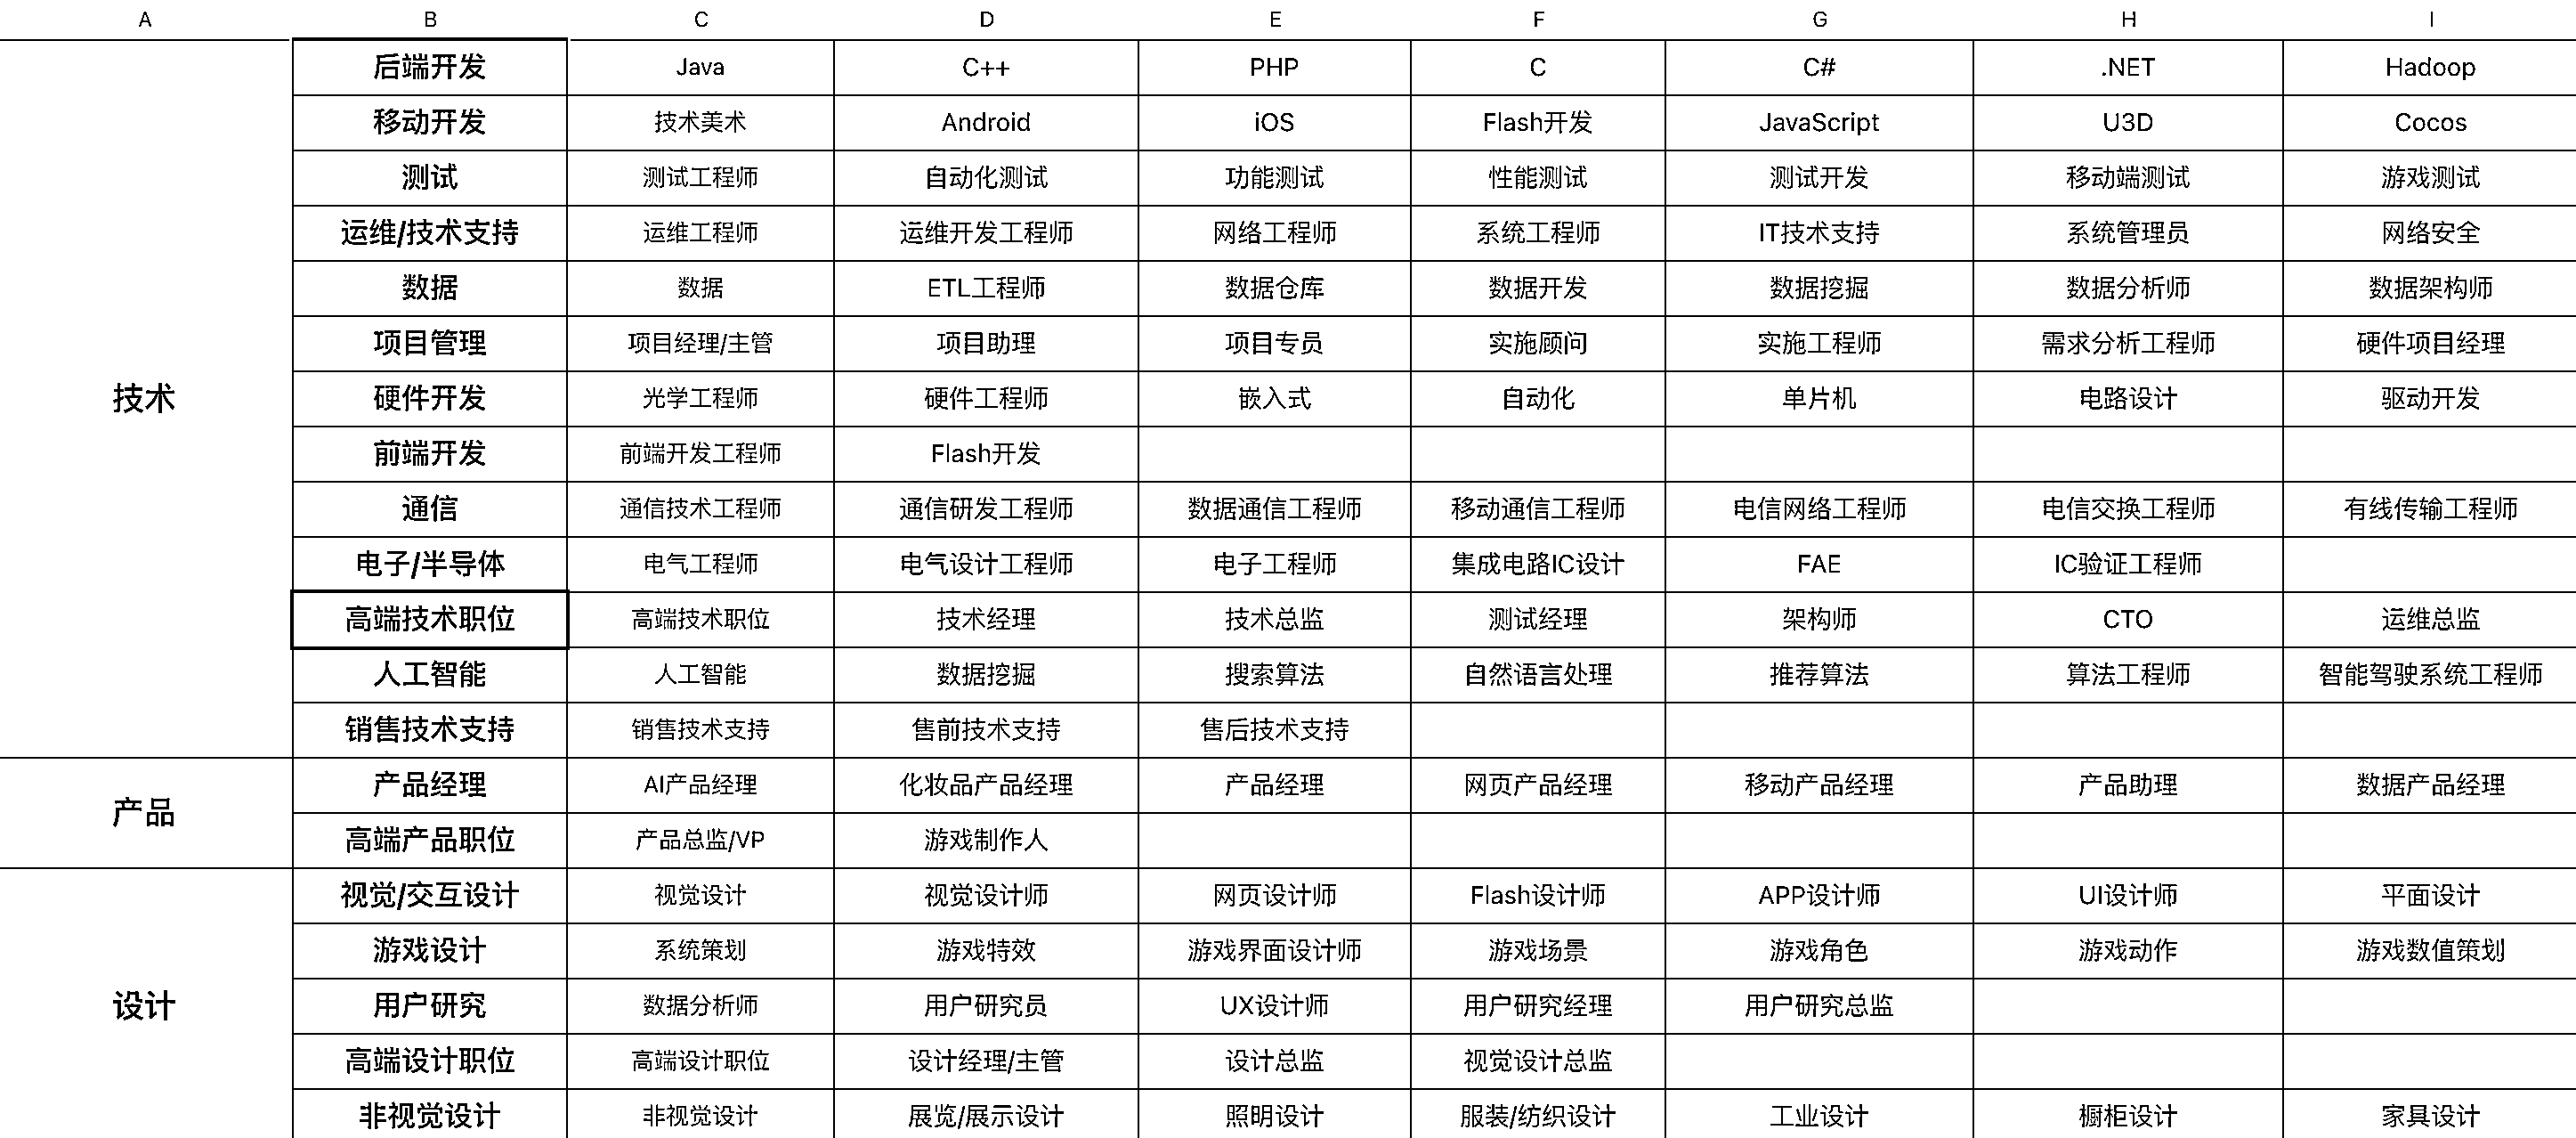 A B C D E F G H I
后端开发 Java C++ PHP C C# .NET Hadoop
移动开发 技术美术 Android iOS Flash开发 JavaScript U3D Cocos
测试 测试工程师 自动化测试 功能测试 性能测试 测试开发 移动端测试 游戏测试
运维/技术支持 运维工程师 运维开发工程师 网络工程师 系统工程师 IT技术支持 系统管理员 网络安全
数据 数据 ETL工程师 数据仓库 数据开发 数据挖掘 数据分析师 数据架构师
项目管理 项目经理/主管 项目助理 项目专员 实施顾问 实施工程师 需求分析工程师 硬件项目经理
技术 硬件开发 光学工程师 硬件工程师 嵌入式 自动化 单片机 电路设计 驱动开发
前端开发 前端开发工程师 Flash开发
通信 通信技术工程师 通信研发工程师 数据通信工程师 移动通信工程师 电信网络工程师 电信交换工程师 有线传输工程师
电子/半导体 电气工程师 电气设计工程师 电子工程师 集成电路IC设计 FAE IC验证工程师
高端技术职位 高端技术职位 技术经理 技术总监 测试经理 架构师 CTO 运维总监
人工智能 人工智能 数据挖掘 搜索算法 自然语言处理 推荐算法 算法工程师 智能驾驶系统工程师
销售技术支持 销售技术支持 售前技术支持 售后技术支持
产品 产品经理 AI产品经理 化妆品产品经理 产品经理 网页产品经理 移动产品经理 产品助理 数据产品经理
高端产品职位 产品总监/VP 游戏制作人
视觉/交互设计 视觉设计 视觉设计师 网页设计师 Flash设计师 APP设计师 UI设计师 平面设计
游戏设计 系统策划 游戏特效 游戏界面设计师 游戏场景 游戏角色 游戏动作 游戏数值策划
设计 用户研究 数据分析师 用户研究员 UX设计师 用户研究经理 用户研究总监
高端设计职位 高端设计职位 设计经理/主管 设计总监 视觉设计总监
非视觉设计 非视觉设计 展览/展示设计 照明设计 服装/纺织设计 工业设计 橱柜设计 家具设计